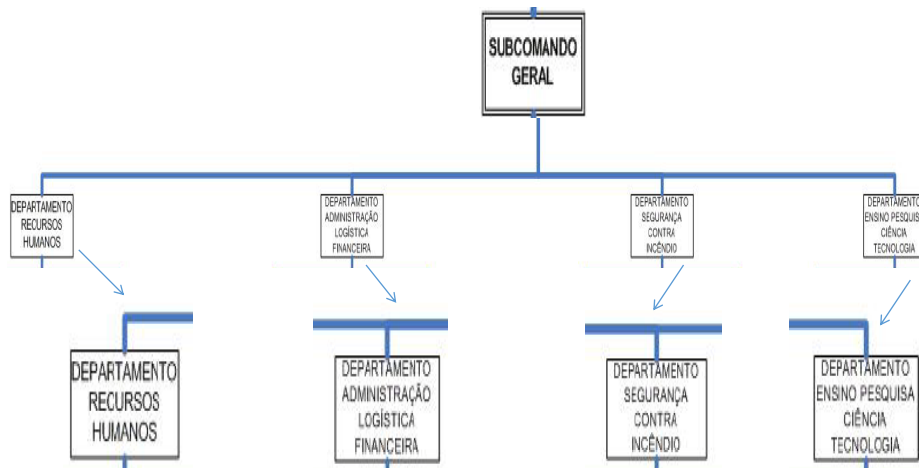 SUBCOMANDO
GERAL
DEPARTAMENTO
RECURSOS
HUMANOS
DEPARTAMENTO
ADMINISTRAÇÃO
LOGÍSTICA
FINANCEIRA
DEPARTAMENTO
SEGURANÇA
CONTRA
INCÊNDIO
DEPARTAMENTO
ENSINO PESQUISA
CIÊNCIA
TECNOLOGIA
DEPARTAMENTO
RECURSOS
HUMANOS
DEPARTAMENTO
ADMINISTRAÇÃO
LOGÍSTICA
FINANCEIRA
DEPARTAMENTO
SEGURANÇA
CONTRA
INCÊNDIO
DEPARTAMENTO
ENSINO PESQUISA
CIÊNCIA
TECNOLOGIA